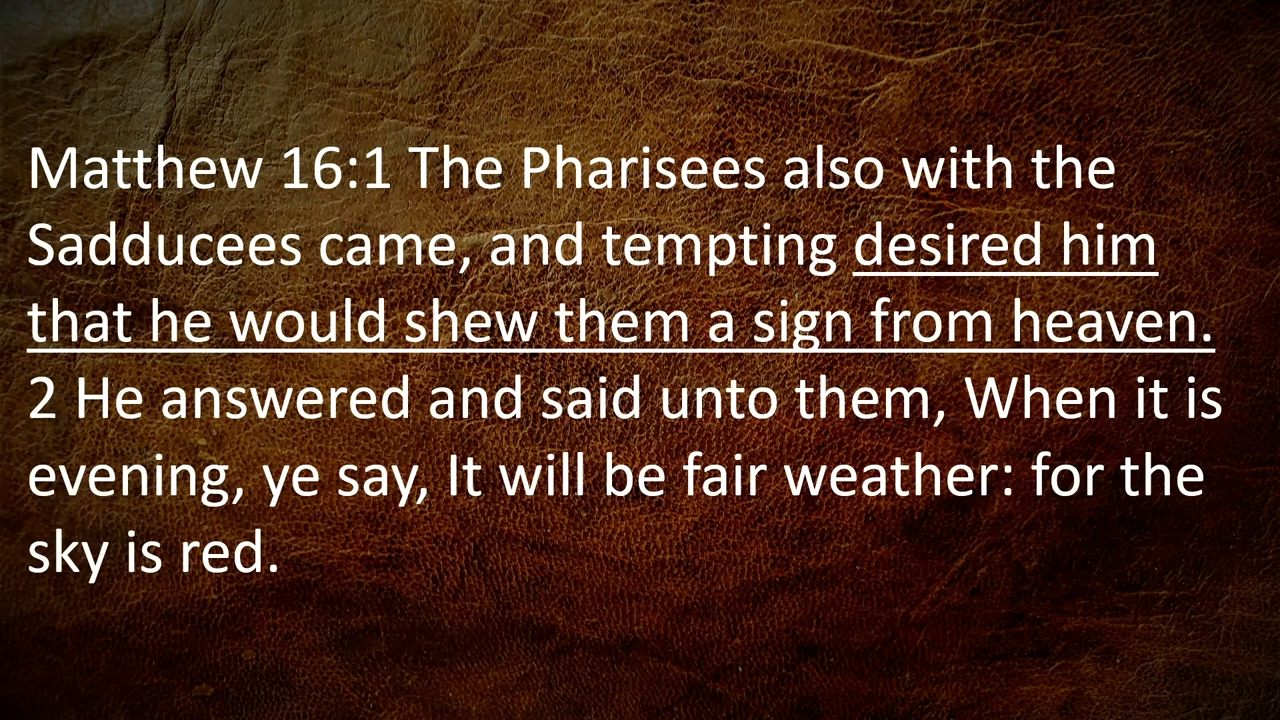 Matthew 16:1 The Pharisees also with the
Sadducees came, and tempting desired him
that he would shew them a sign from heaven.
2 He answered and said unto them, When it is
evening, ye say, It will be fair weather: for the
sky is red.